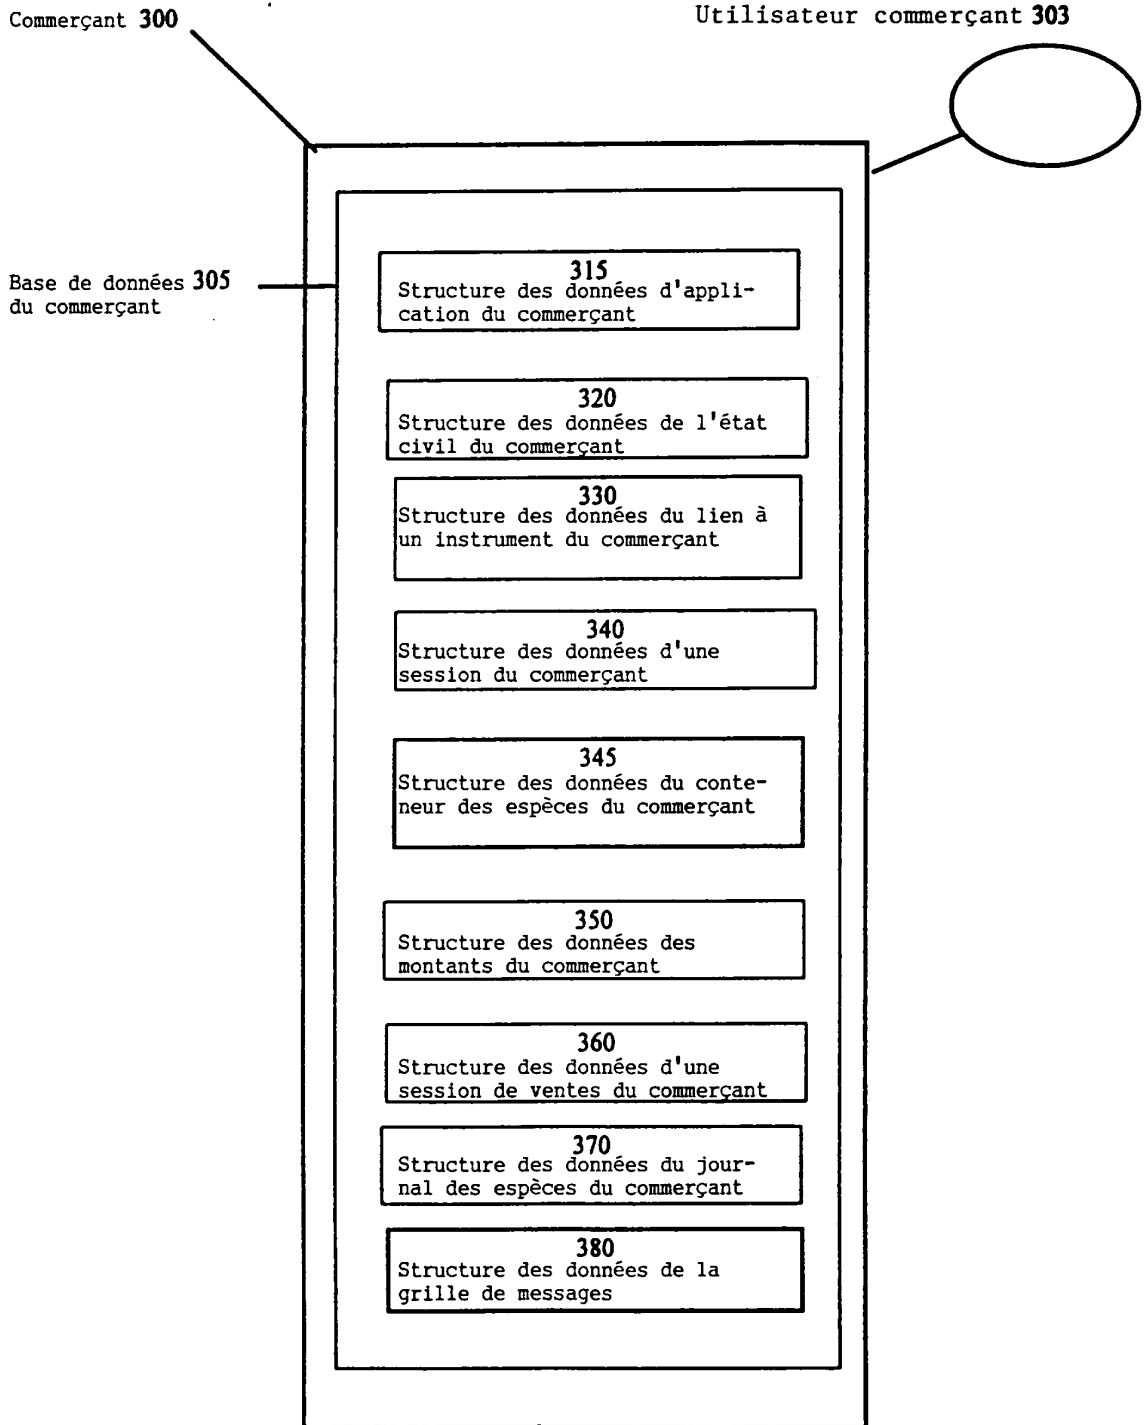 Commerçant 300
Utilisateur commerçant 303
Base de données 305
du commerçant
315
Structure des données d'appli-
cation du commerçant
320
Structure des données de l'état
civil du commerçant
330
Structure des données du lien à
un instrument du commerçant
340
Structure des données d'une
session du commerçant
345
Structure des données du conte-
neur des espèces du commerçant
350
Structure des données des
montants du commerçant
360
Structure des données d'une
session de ventes du commerçant
370
Structure des données du jour-
nal des espèces du commerçant
380
Structure des données de la
grille de messages